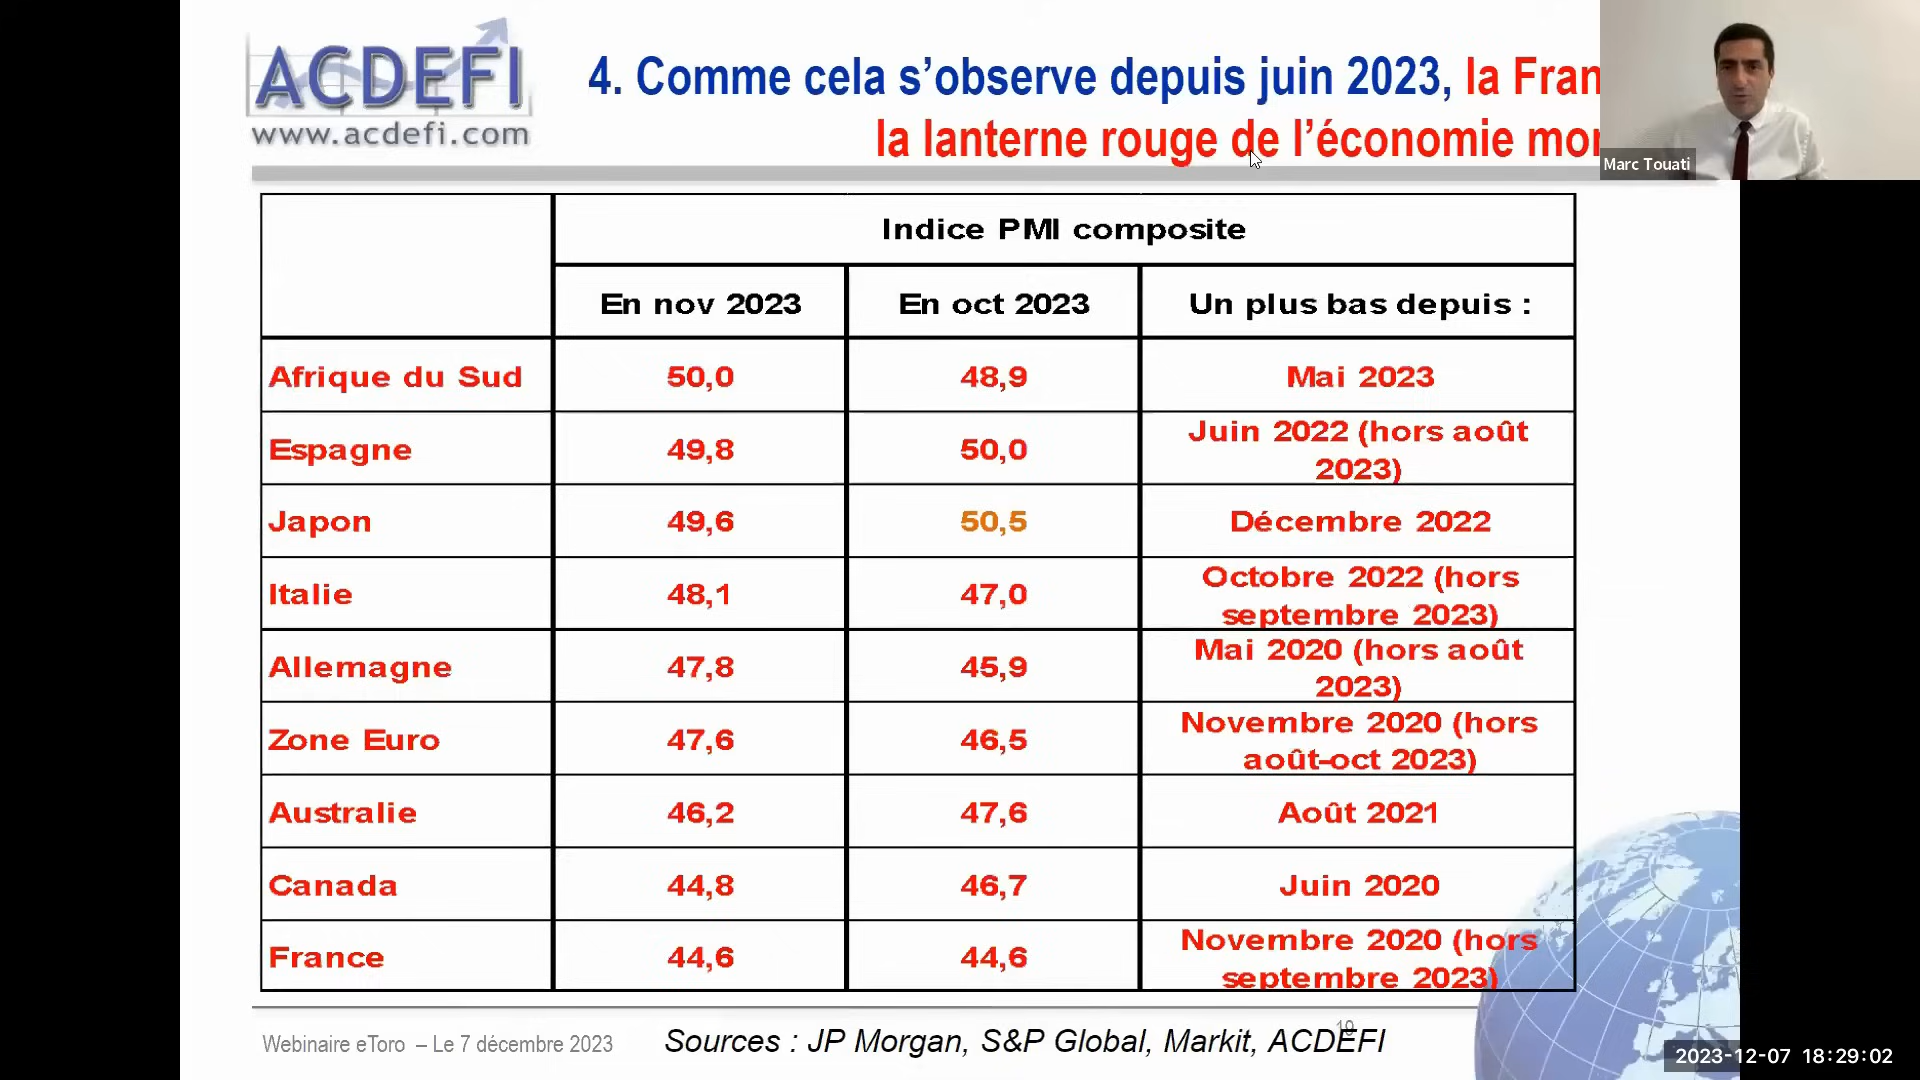 ACDEFI
www.acdefi.com
4. Comme cela s’observe depuis juin 2023, la Fran
la lanterne rouge de l’économie mon
Marc Touati
Indice PMI composite
En nov 2023 En oct 2023 Un plus bas depuis :
Afrique du Sud 50,0 48,9 Mai 2023
Espagne 49,8 50,0 Juin 2022 (hors août
2023)
Japon 49,6 50,5 Décembre 2022
Italie 48,1 47,0 Octobre 2022 (hors
septembre 2023)
Allemagne 47,8 45,9 Mai 2020 (hors août
2023)
Zone Euro 47,6 46,5 Novembre 2020 (hors
août-oct 2023)
Australie 46,2 47,6 Août 2021
Canada 44,8 46,7 Juin 2020
France 44,6 44,6 Novembre 2020 (hors
septembre 2023)
Webinaire eToro – Le 7 décembre 2023
Sources : JP Morgan, S&P Global, Markit, ACDEFI
19
2023-12-07 18:29:02